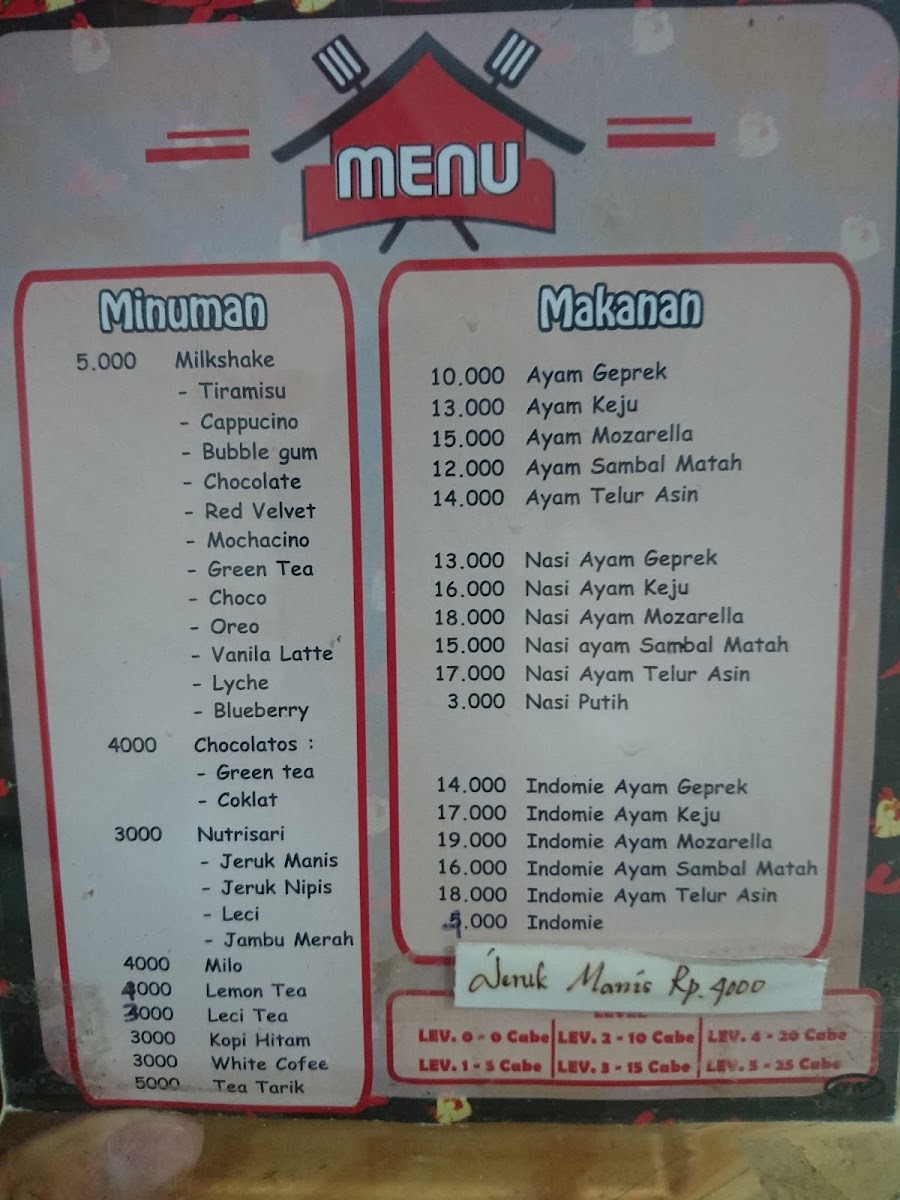 MENU
Minuman
5.000 Milkshake
- Tiramisu
- Cappucino
- Bubble gum
- Chocolate
- Red Velvet
- Mochacino
- Green Tea
- Choco
- Oreo
- Vanila Latte
- Lyche
- Blueberry
4000 Chocolatos :
- Green tea
- Coklat
3000 Nutrisari
- Jeruk Manis
- Jeruk Nipis
- Leci
- Jambu Merah
4000 Milo
4000 Lemon Tea
3000 Leci Tea
3000 Kopi Hitam
3000 White Cofee
5000 Tea Tarik
Makanan
10.000 Ayam Geprek
13.000 Ayam Keju
15.000 Ayam Mozarella
12.000 Ayam Sambal Matah
14.000 Ayam Telur Asin
13.000 Nasi Ayam Geprek
16.000 Nasi Ayam Keju
18.000 Nasi Ayam Mozarella
15.000 Nasi ayam Sambal Matah
17.000 Nasi Ayam Telur Asin
3.000 Nasi Putih
14.000 Indomie Ayam Geprek
17.000 Indomie Ayam Keju
19.000 Indomie Ayam Mozarella
16.000 Indomie Ayam Sambal Matah
18.000 Indomie Ayam Telur Asin
.000 Indomie
Jeruk Manis Rp. 4000
LEV. 0 - 0 Cabe LEV. 2 - 10 Cabe LEV. 4 - 20 Cabe
LEV. 1 - 5 Cabe LEV. 3 - 15 Cabe LEV. 5 - 25 Cabe